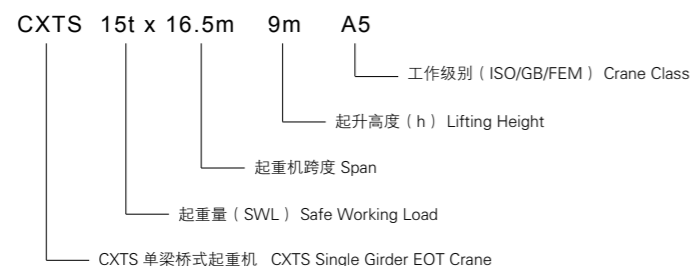 CXTS 15t x 16.5m 9m A5
工作级别（ISO/GB/FEM） Crane Class
起升高度（h） Lifting Height
起重机跨度 Span
起重量（SWL） Safe Working Load
CXTS 单梁桥式起重机 CXTS Single Girder EOT Crane